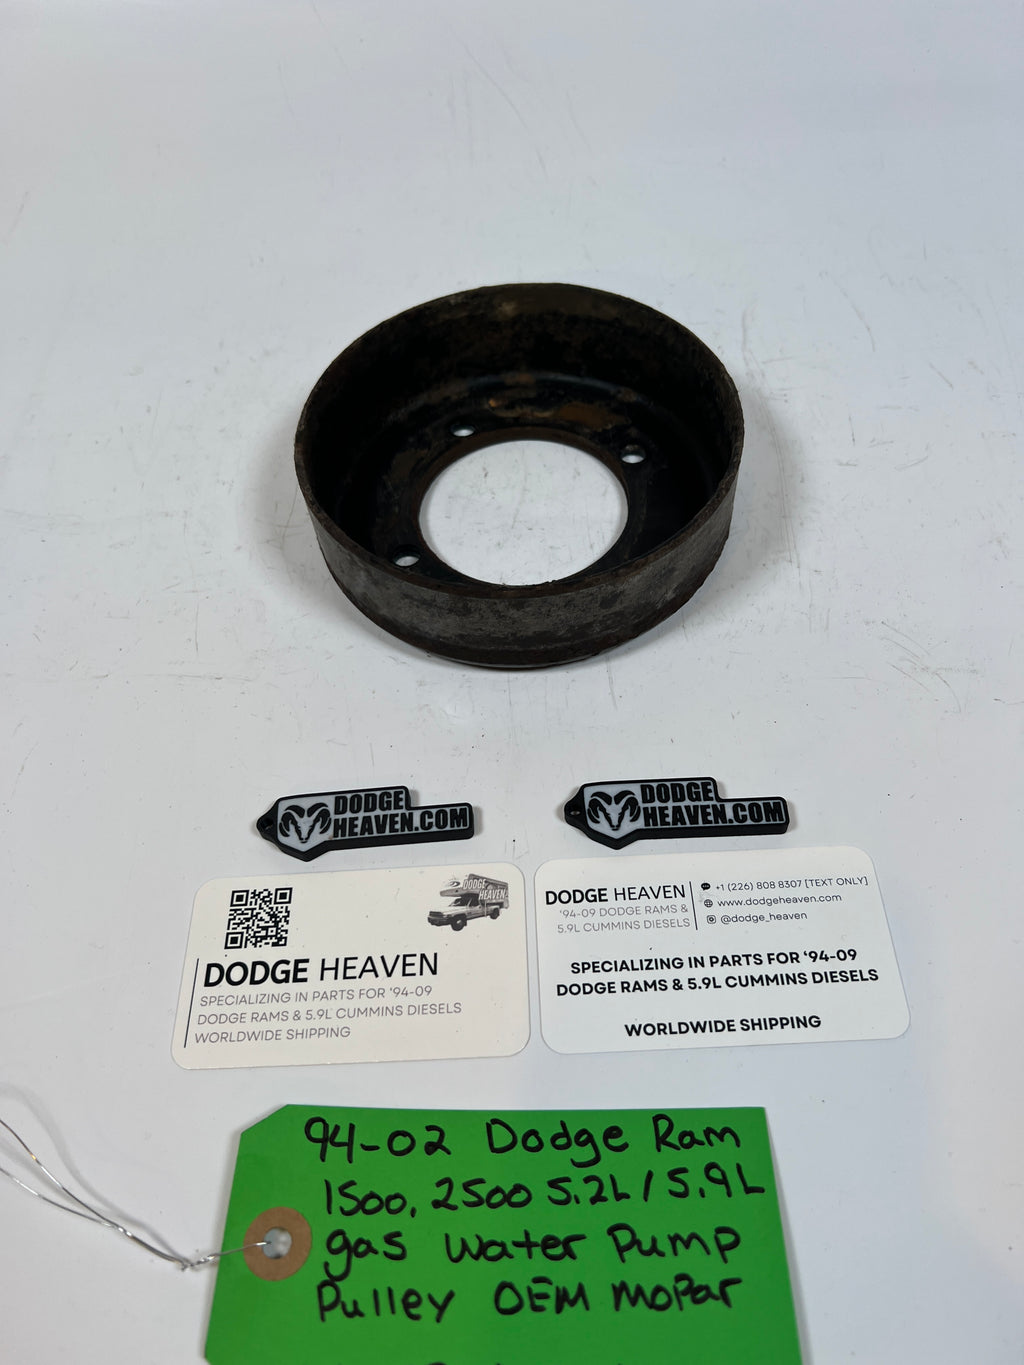 DODGE
HEAVEN.COM
DODGE
HEAVEN.COM
DODGE
HEAVEN
DODGE HEAVEN
SPECIALIZING IN PARTS FOR '94-09
DODGE RAMS & 5.9L CUMMINS DIESELS
WORLDWIDE SHIPPING
DODGE HEAVEN
'94-09 DODGE RAMS &
5.9L CUMMINS DIESELS
+1 (226) 808 8307 [TEXT ONLY]
www.dodgeheaven.com
@dodge_heaven
SPECIALIZING IN PARTS FOR '94-09
DODGE RAMS & 5.9L CUMMINS DIESELS
WORLDWIDE SHIPPING
94-02 Dodge Ram
1500, 2500 5.2L / 5.9L
gas water Pump
Pulley OEM MOPar